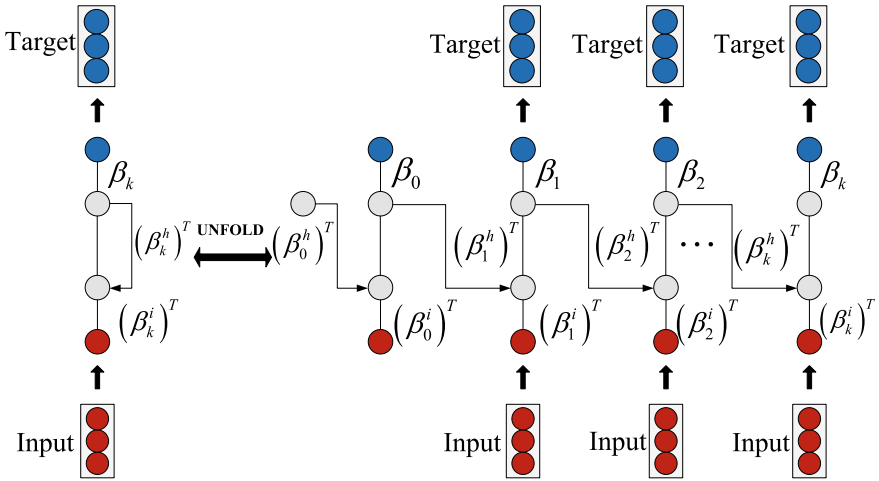 Target Target Target Target
β_k β_0 β_1 β_2 β_k
(β_k^h)^T UNFOLD (β_0^h)^T (β_1^h)^T (β_2^h)^T ··· (β_k^h)^T
(β_k^i)^T (β_0^i)^T (β_1^i)^T (β_2^i)^T (β_k^i)^T
Input Input Input Input